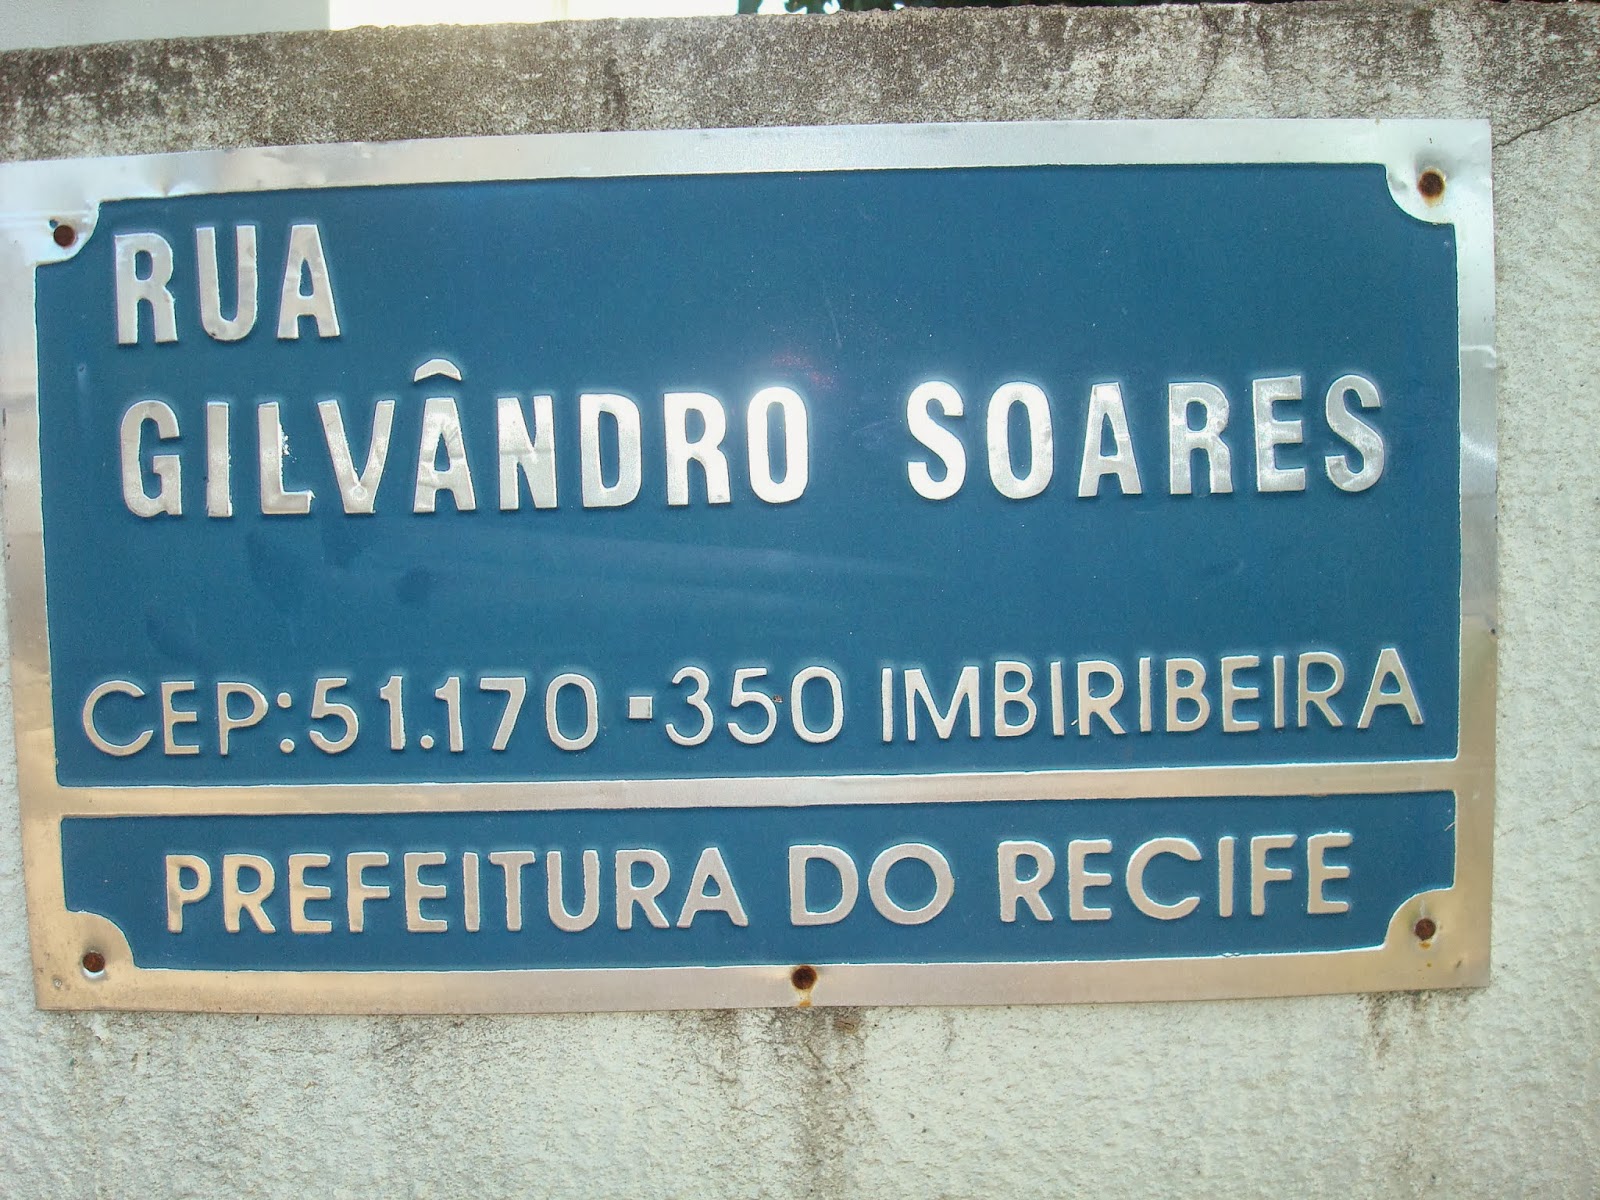 RUA
GILVÂNDRO SOARES
CEP:51.170-350 IMBIRIBEIRA
PREFEITURA DO RECIFE